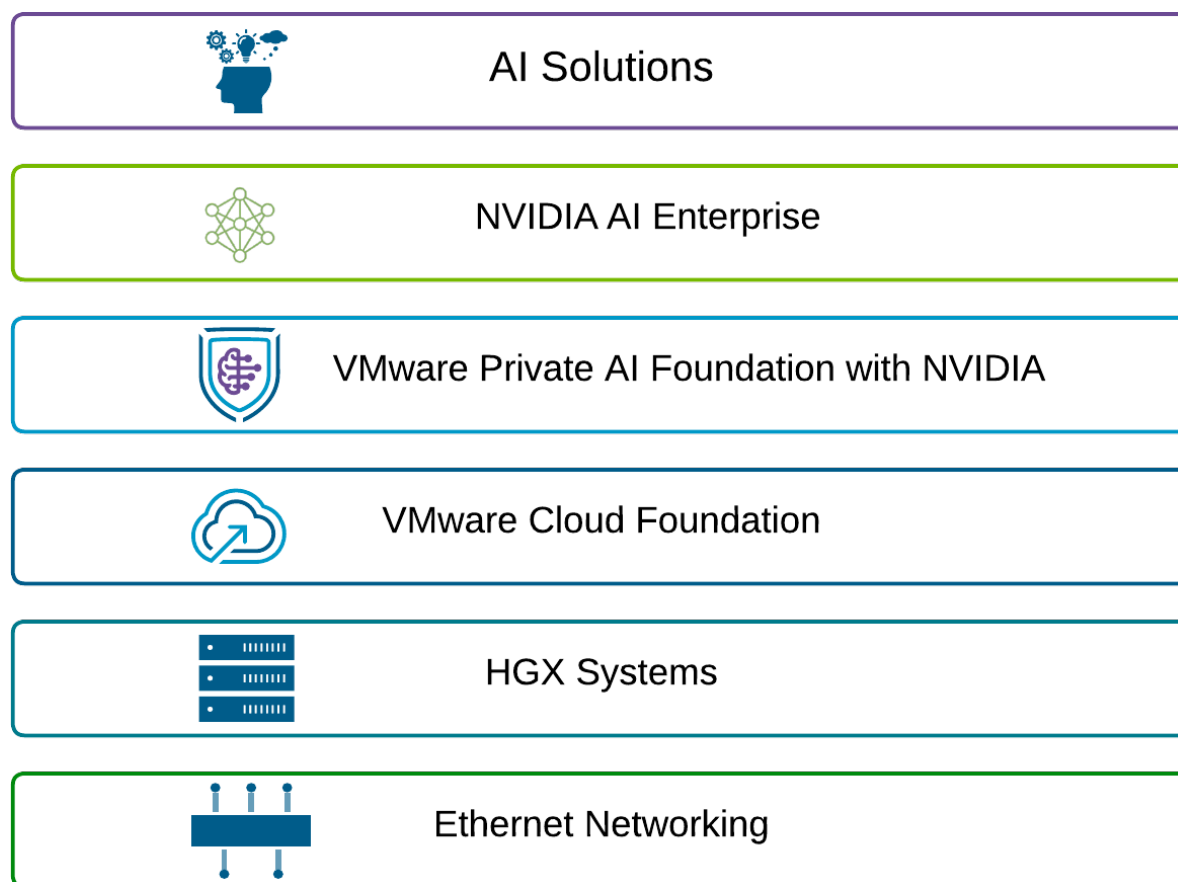 AI Solutions
NVIDIA AI Enterprise
VMware Private AI Foundation with NVIDIA
VMware Cloud Foundation
HGX Systems
Ethernet Networking